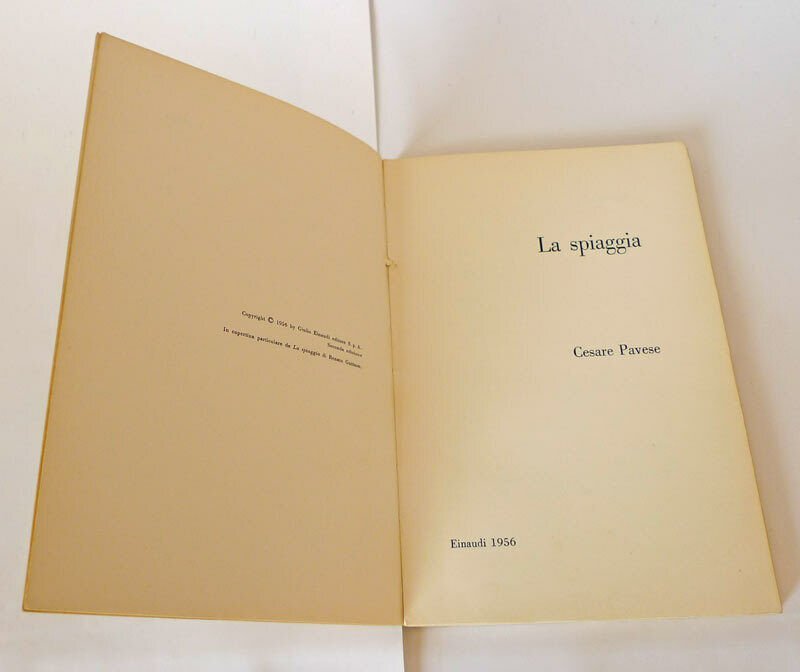 Copyright © 1956 by Giulio Einaudi editore S. p. A.
Seconda edizione
In copertina particolare de La spiaggia di Renato Guttuso.
La spiaggia
Cesare Pavese
Einaudi 1956